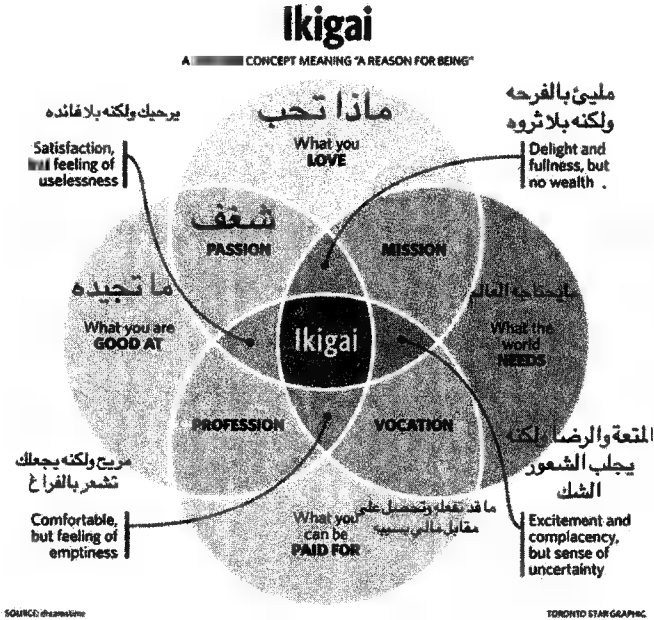 Ikigai
A CONCEPT MEANING "A REASON FOR BEING"
ماذا تحب
What you
LOVE
يرحيك ولكنه بلا فائده
Satisfaction,
feeling of
uselessness
مليئ بالفرحه
ولكنه بلا ثروه
Delight and
fullness, but
no wealth
شغف
PASSION
MISSION
ما تجيده
What you are
GOOD AT
Ikigai
مايحتاجه العالم
What the
world
NEEDS
PROFESSION
VOCATION
مريح ولكنه يجعلك
تشعر بالفراغ
Comfortable,
but feeling of
emptiness
What you
can be
PAID FOR
ما قد تفعله وتحصل على
مقابل مالي بسببه
المتعة والرضا ولكنه
يجلب الشعور
الشك
Excitement and
complacency,
but sense of
uncertainty
SOURCE: dreamstime
TORONTO STAR GRAPHIC